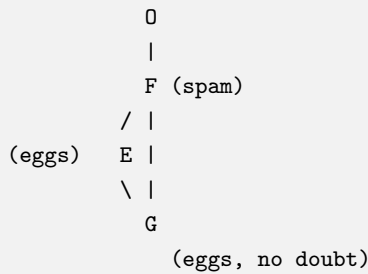 O
|
F (spam)
/ |
(eggs) E |
\ |
G
(eggs, no doubt)